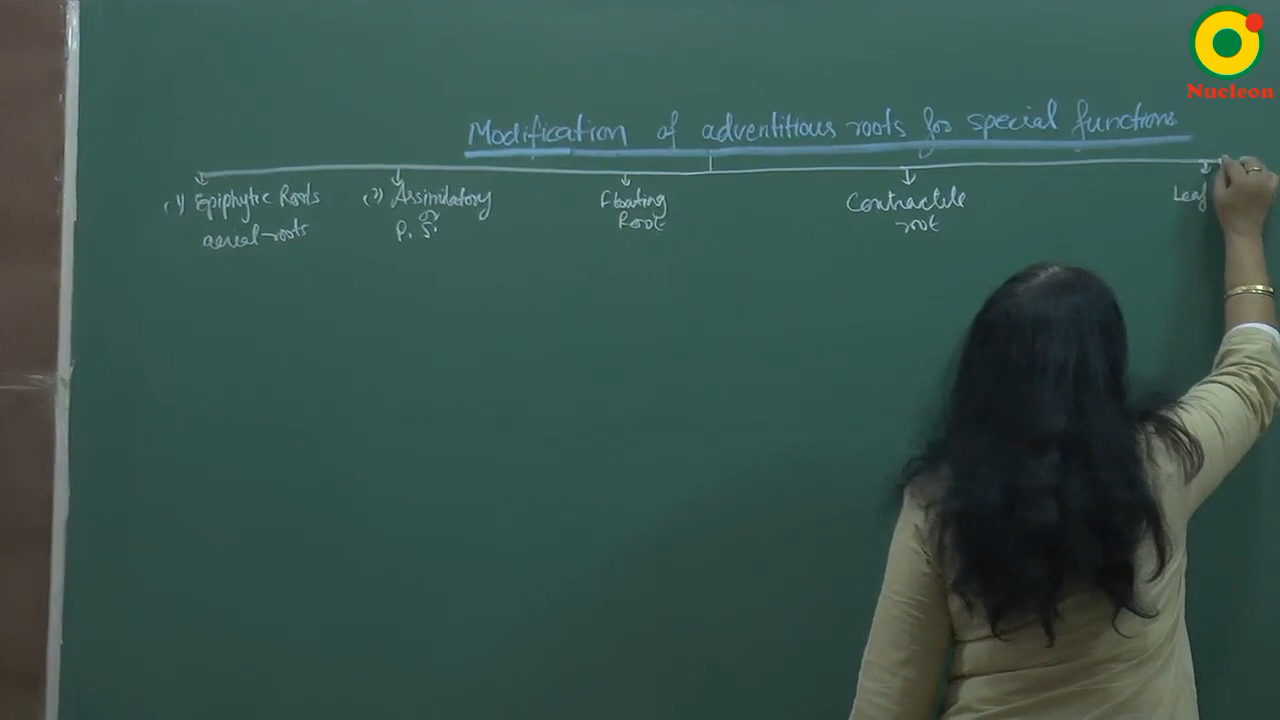 Nucleon
Modification of adventitious roots for special functions
(1) Epiphytic Roots
aerial roots
(2) Assimilatory
P. S.
Floating
Root
Contractile
root
Leaf